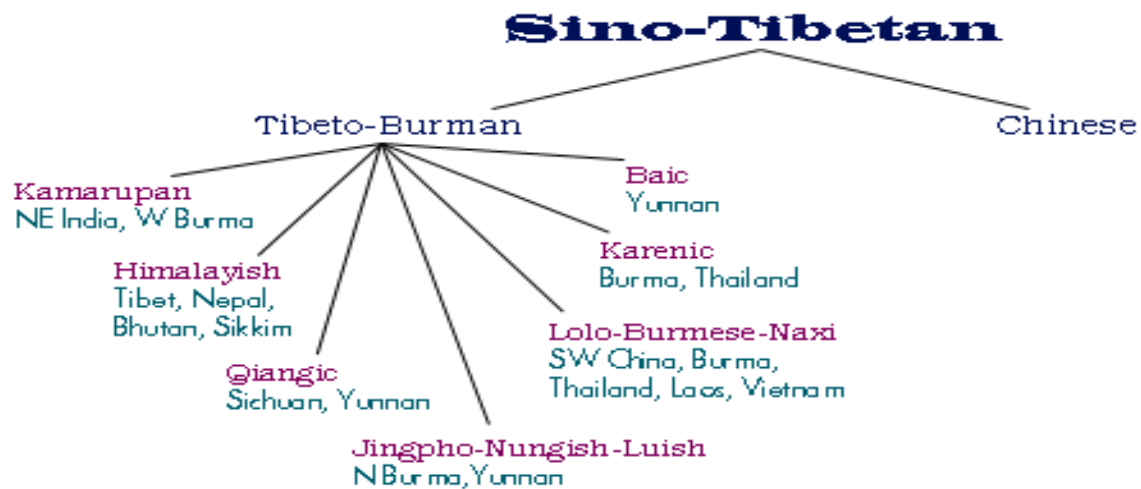 Sino-Tibetan
Tibeto-Burman
Chinese
Kamarupan
NE India, W Burma
Himalayish
Tibet, Nepal,
Bhutan, Sikkim
Qiangic
Sichuan, Yunnan
Jingpho-Nungish-Luish
N Burma,Yunnan
Lolo-Burmese-Naxi
SW China, Burma,
Thailand, Laos, Vietnam
Karenic
Burma, Thailand
Baic
Yunnan